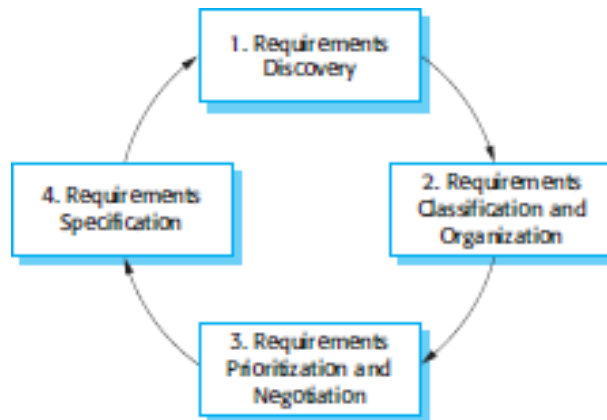 1. Requirements
Discovery
2. Requirements
Classification and
Organization
3. Requirements
Prioritization and
Negotiation
4. Requirements
Specification